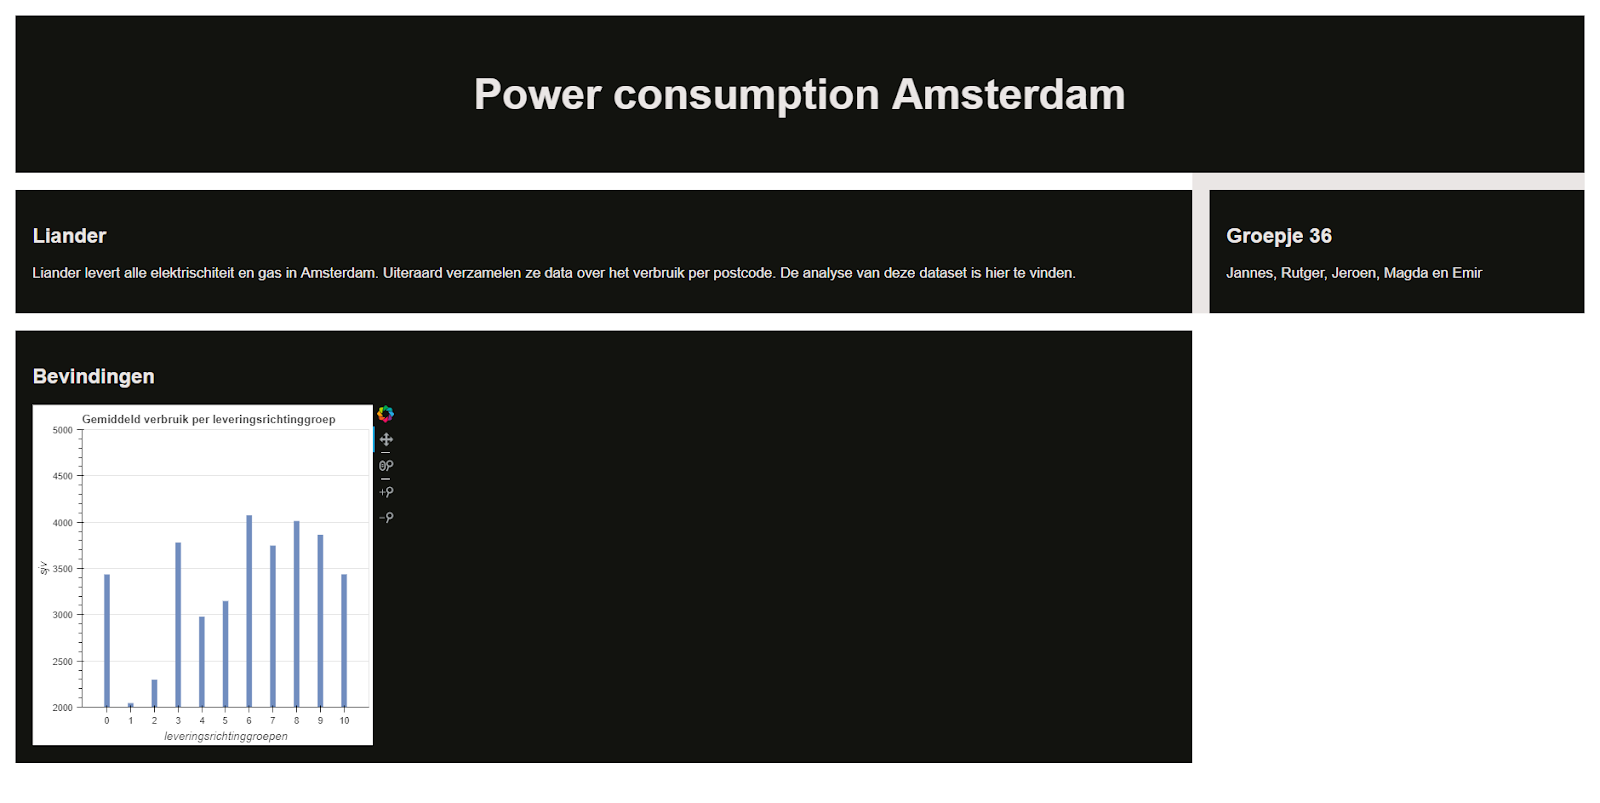 Power consumption Amsterdam
Liander
Liander levert alle elektrischiteit en gas in Amsterdam. Uiteraard verzamelen ze data over het verbruik per postcode. De analyse van deze dataset is hier te vinden.
Groepje 36
Jannes, Rutger, Jeroen, Magda en Emir
Bevindingen
Gemiddeld verbruik per leveringsrichtinggroep
5000
4500
4000
3500
3000
2500
2000
sjv
0 1 2 3 4 5 6 7 8 9 10
leveringsrichtinggroepen